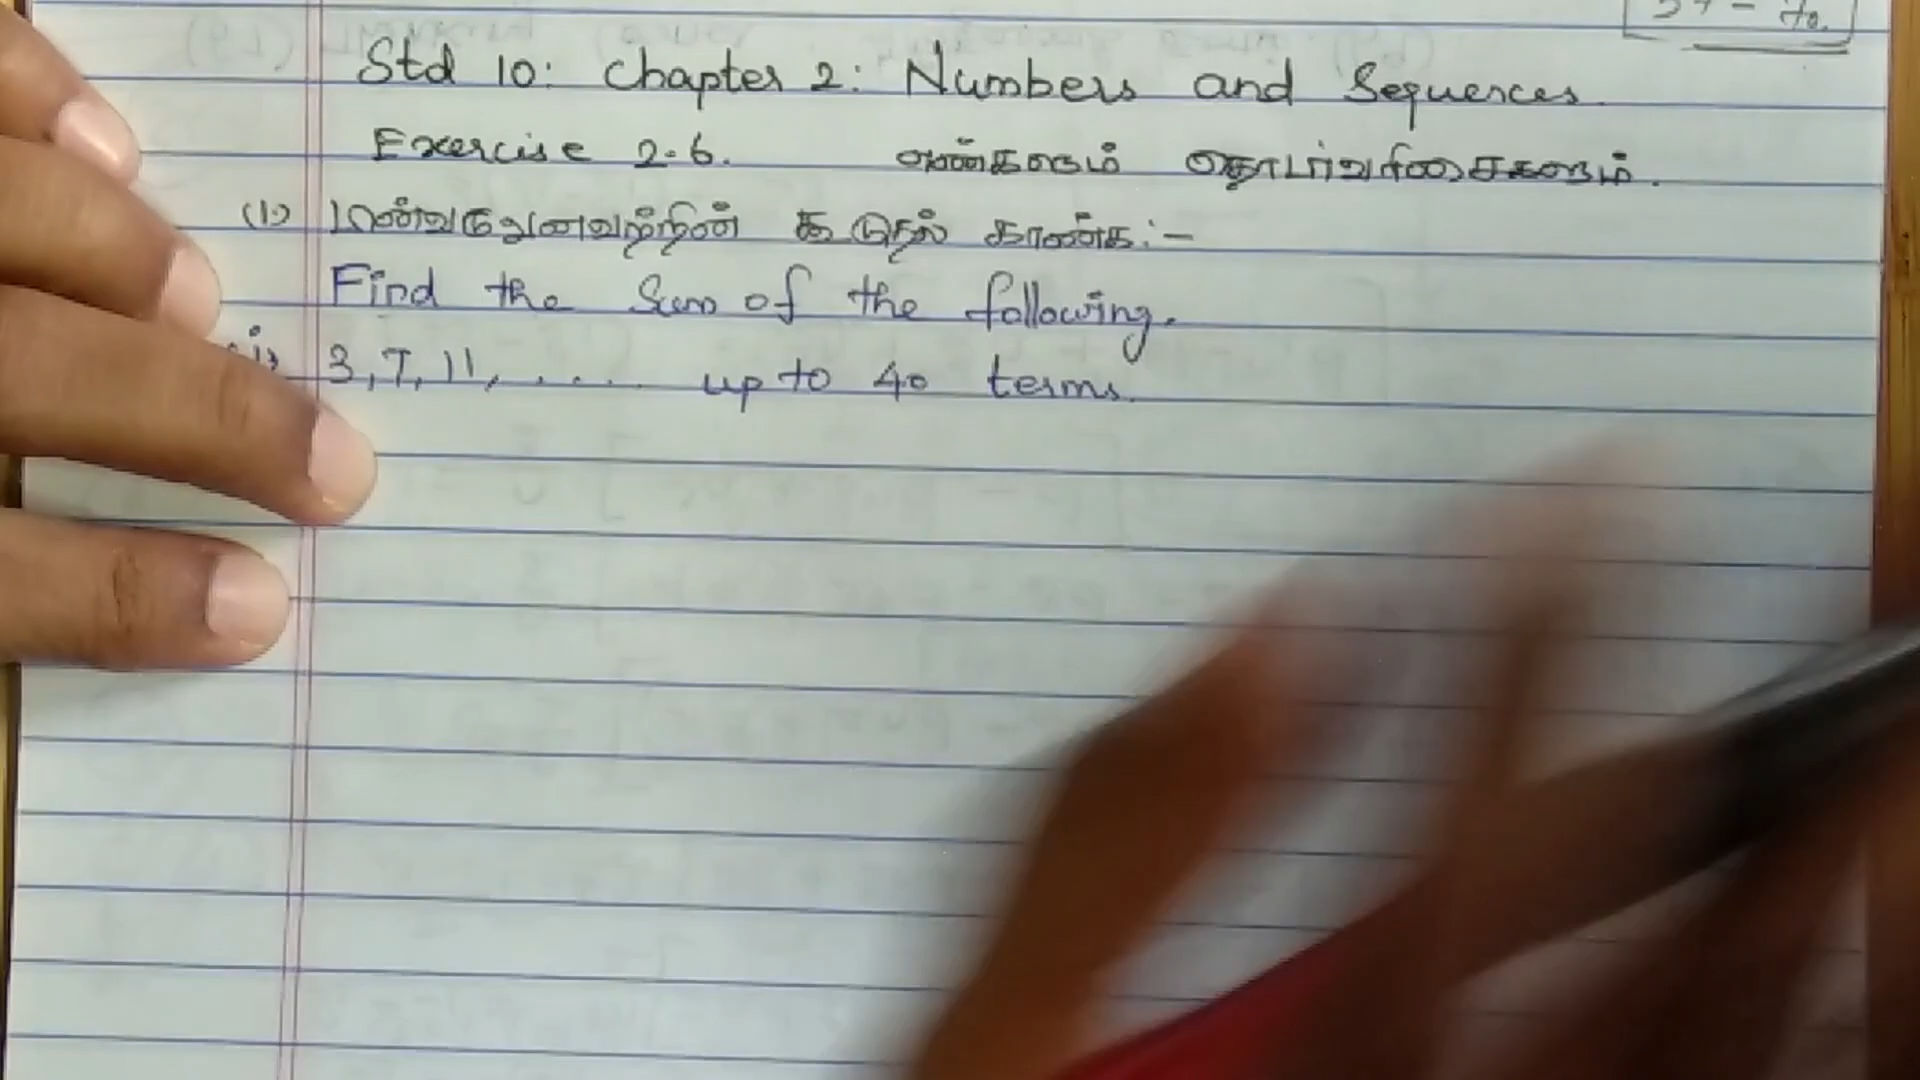 Std 10: Chapter 2: Numbers and Sequences.
Exercise 2.6. எண்களும் தொடர்வரிசைகளும்.
(1) பின்வருவனவற்றின் கூடுதல் காண்க:-
Find the Sum of the following.
i) 3, 7, 11, .... up to 40 terms.